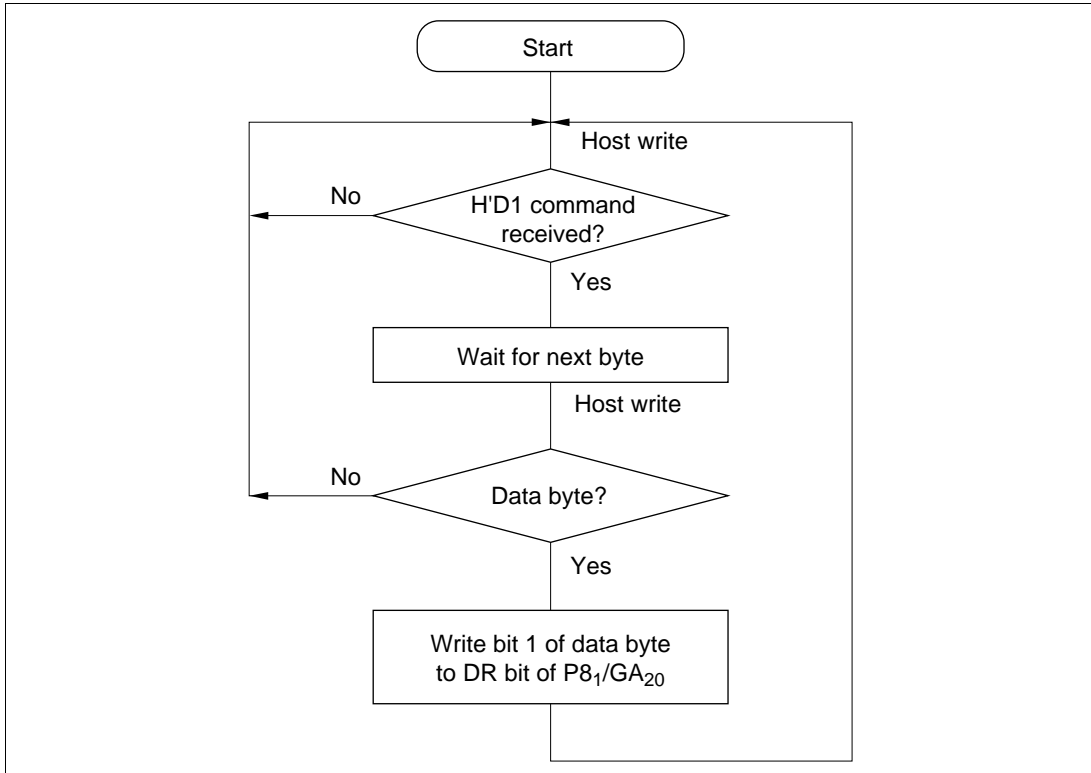 Start
Host write
No
H'D1 command
received?
Yes
Wait for next byte
Host write
No
Data byte?
Yes
Write bit 1 of data byte
to DR bit of P8₁/GA₂₀